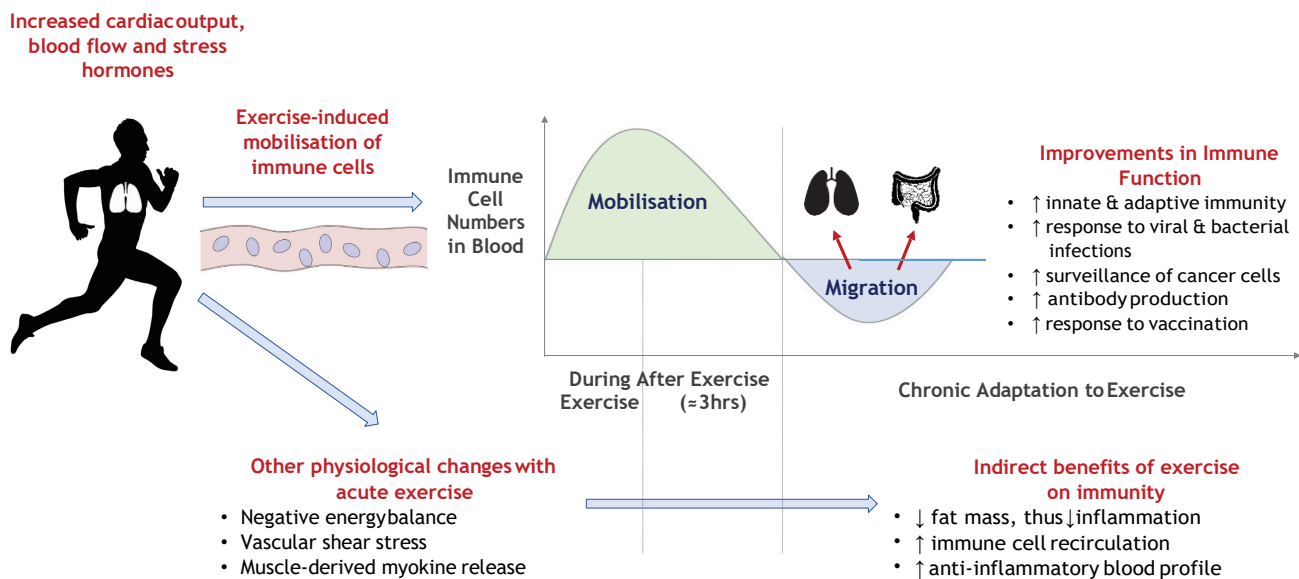 Increased cardiac output,
blood flow and stress
hormones
Exercise-induced
mobilisation of
immune cells
Immune
Cell
Numbers
in Blood
Mobilisation
Migration
During After Exercise
Exercise (≈3hrs)
Chronic Adaptation to Exercise
Improvements in Immune
Function
• ↑ innate & adaptive immunity
• ↑ response to viral & bacterial
infections
• ↑ surveillance of cancer cells
• ↑ antibody production
• ↑ response to vaccination
Other physiological changes with
acute exercise
• Negative energy balance
• Vascular shear stress
• Muscle-derived myokine release
Indirect benefits of exercise
on immunity
• ↓ fat mass, thus ↓ inflammation
• ↑ immune cell recirculation
• ↑ anti-inflammatory blood profile